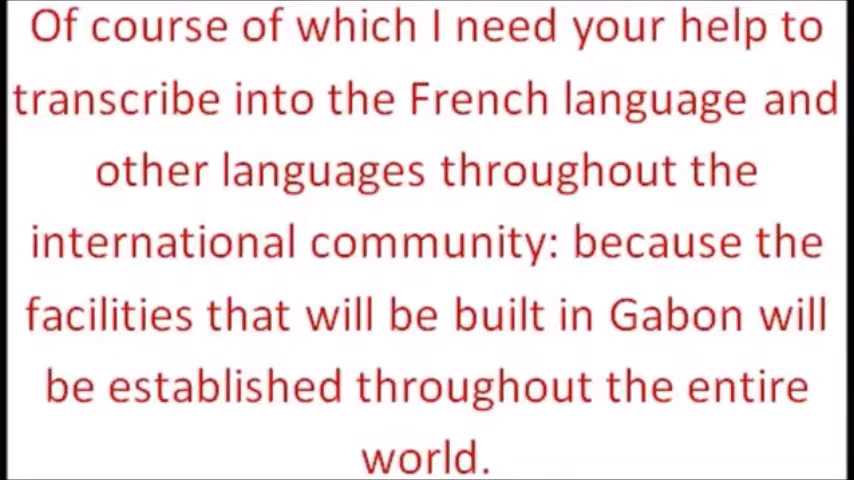 Of course of which I need your help to
transcribe into the French language and
other languages throughout the
international community: because the
facilities that will be built in Gabon will
be established throughout the entire
world.